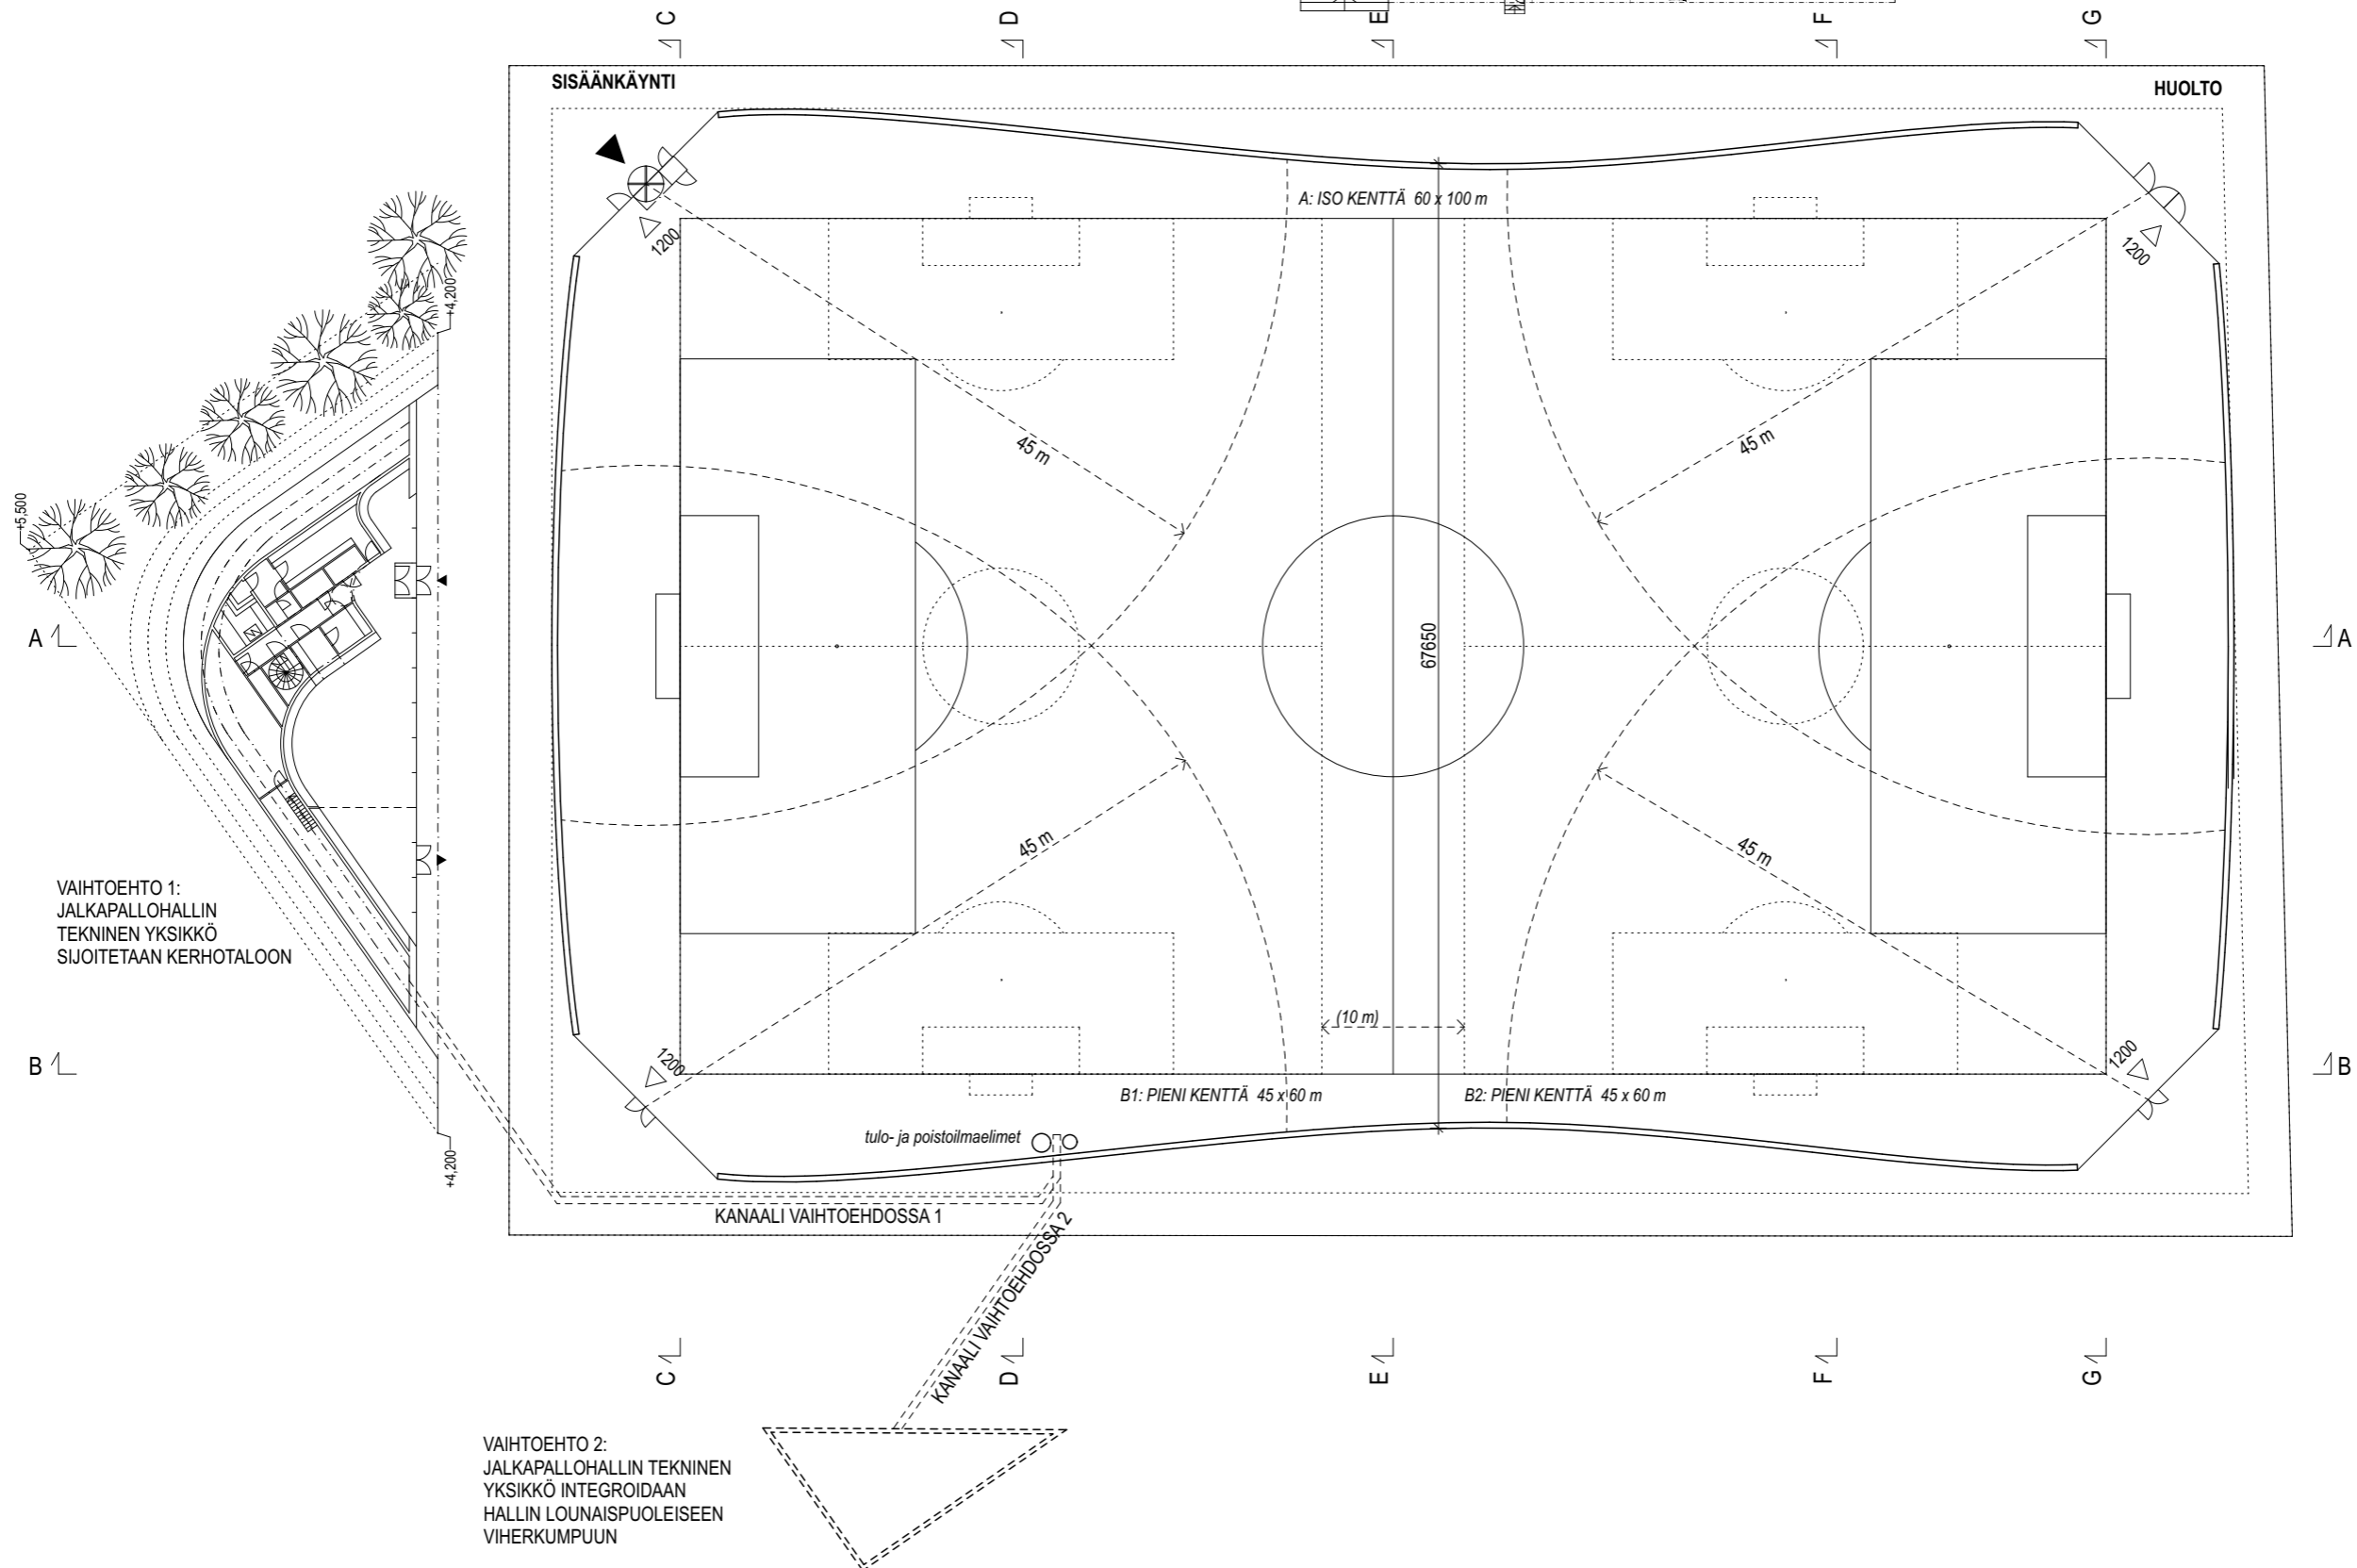 C
D
E
F
G
SISÄÄNKÄYNTI
HUOLTO
A: ISO KENTTÄ 60 x 100 m
1200
1200
+4,200
45 m
45 m
+5,500
A
A
67650
45 m
45 m
VAIHTOEHTO 1:
JALKAPALLOHALLIN
TEKNINEN YKSIKKÖ
SIJOITETAAN KERHOTALOON
(10 m)
1200
1200
B
B
B1: PIENI KENTTÄ 45 x 60 m
B2: PIENI KENTTÄ 45 x 60 m
tulo- ja poistoilmaelimet
+4,200
KANAALI VAIHTOEHDOSSA 1
KANAALI VAIHTOEHDOSSA 2
C
D
E
F
G
VAIHTOEHTO 2:
JALKAPALLOHALLIN TEKNINEN
YKSIKKÖ INTEGROIDAAN
HALLIN LOUNAISPUOLEISEEN
VIHERKUMPUUN